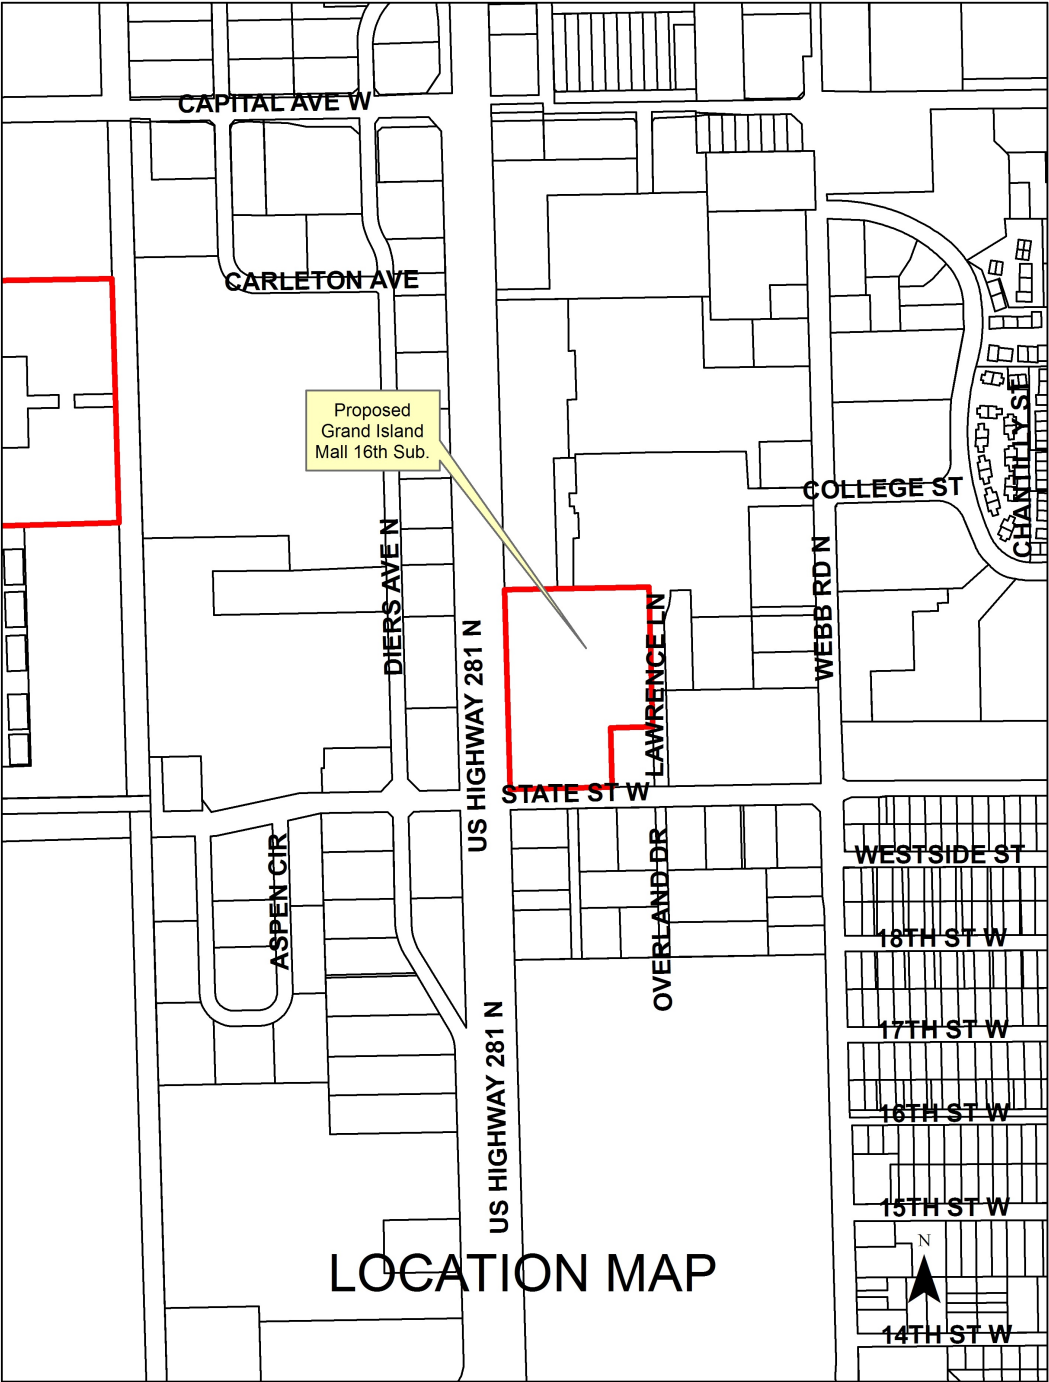 CAPITAL AVE W
CARLETON AVE
Proposed
Grand Island
Mall 16th Sub.
CHANTILLY ST
COLLEGE ST
DIERS AVE N
WEBB RD N
LAWRENCE LN
US HIGHWAY 281 N
STATE ST W
ASPEN CIR
OVERLAND DR
WESTSIDE ST
18TH ST W
US HIGHWAY 281 N
17TH ST W
16TH ST W
15TH ST W
N
LOCATION MAP
14TH ST W